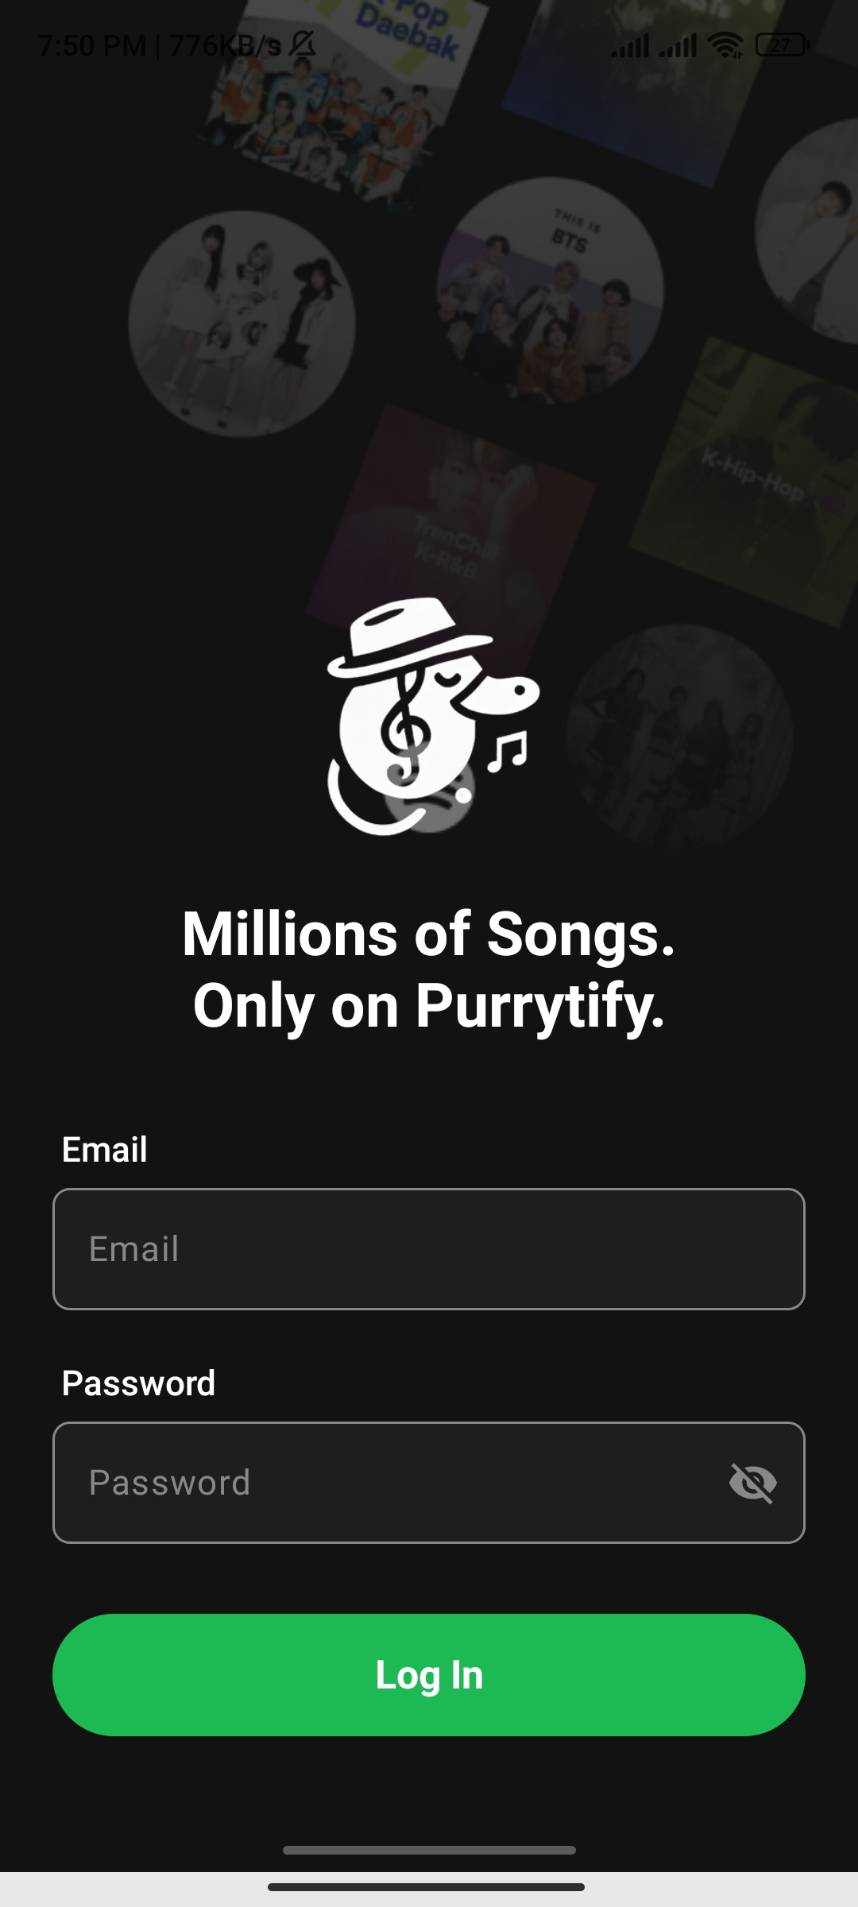 7:50 PM | 776KB/s
27
Pop
Daebak
THIS IS
BTS
K-Hip-Hop
TrenChill
K-R&B
Millions of Songs.
Only on Purrytify.
Email
Email
Password
Password
Log In